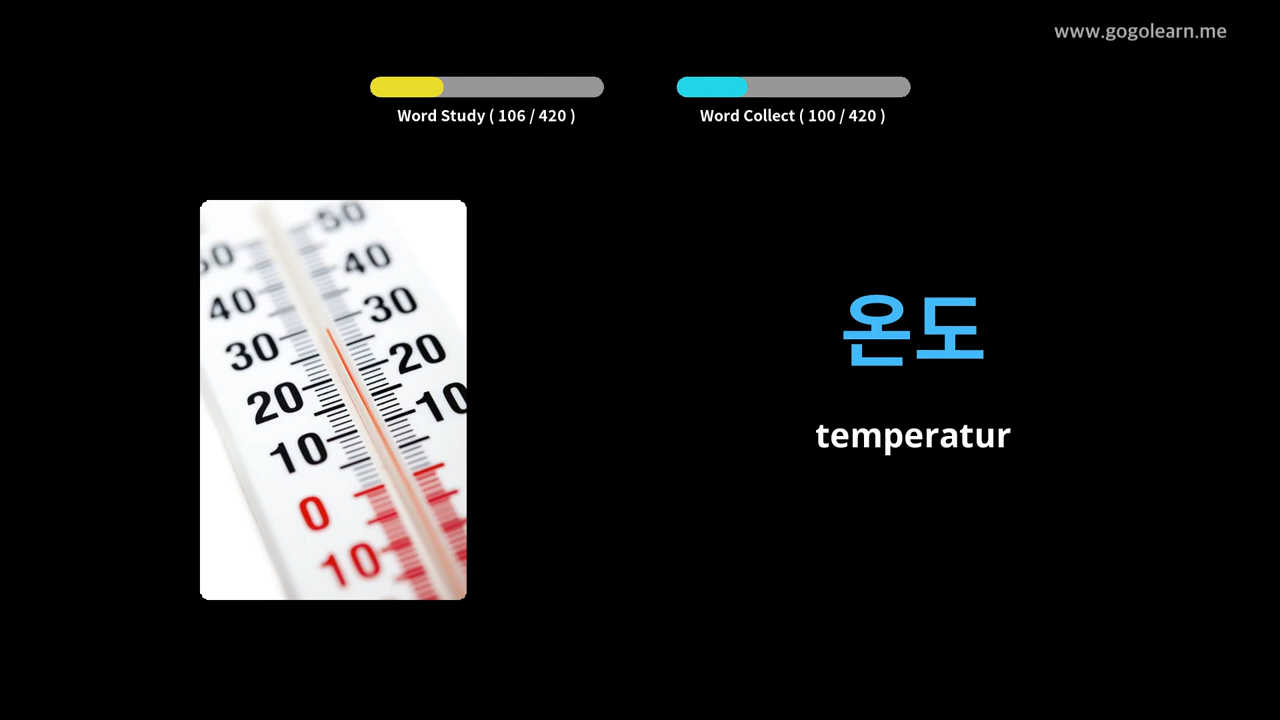 www.gogolearn.me
Word Study ( 106 / 420 )
Word Collect ( 100 / 420 )
50
40
30
20
10
40
30
20
10
0
10
온도
temperatur